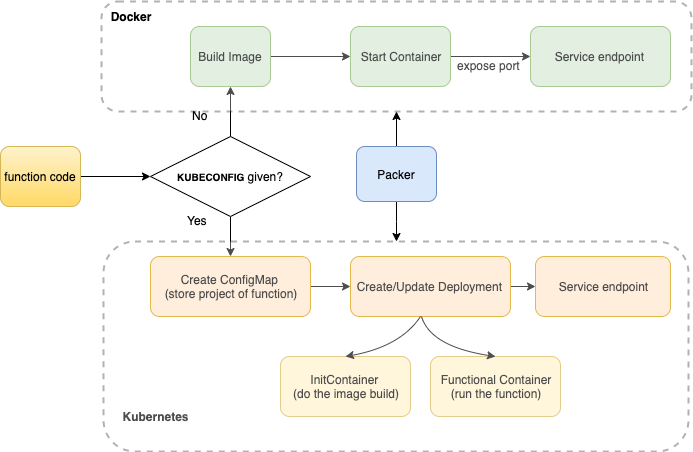 Docker
Build Image
Start Container
expose port
Service endpoint
No
function code
KUBECONFIG given?
Packer
Yes
Create ConfigMap
(store project of function)
Create/Update Deployment
Service endpoint
InitContainer
(do the image build)
Functional Container
(run the function)
Kubernetes